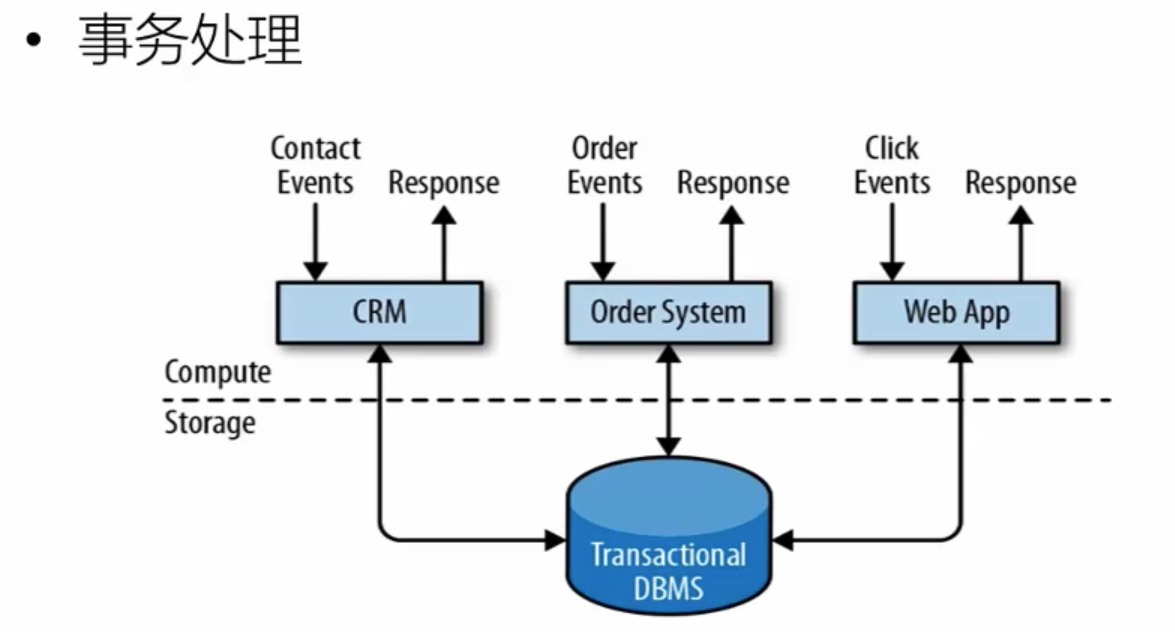 • 事务处理
Contact
Events
Response
Order
Events
Response
Click
Events
Response
CRM
Order System
Web App
Compute
Storage
Transactional
DBMS